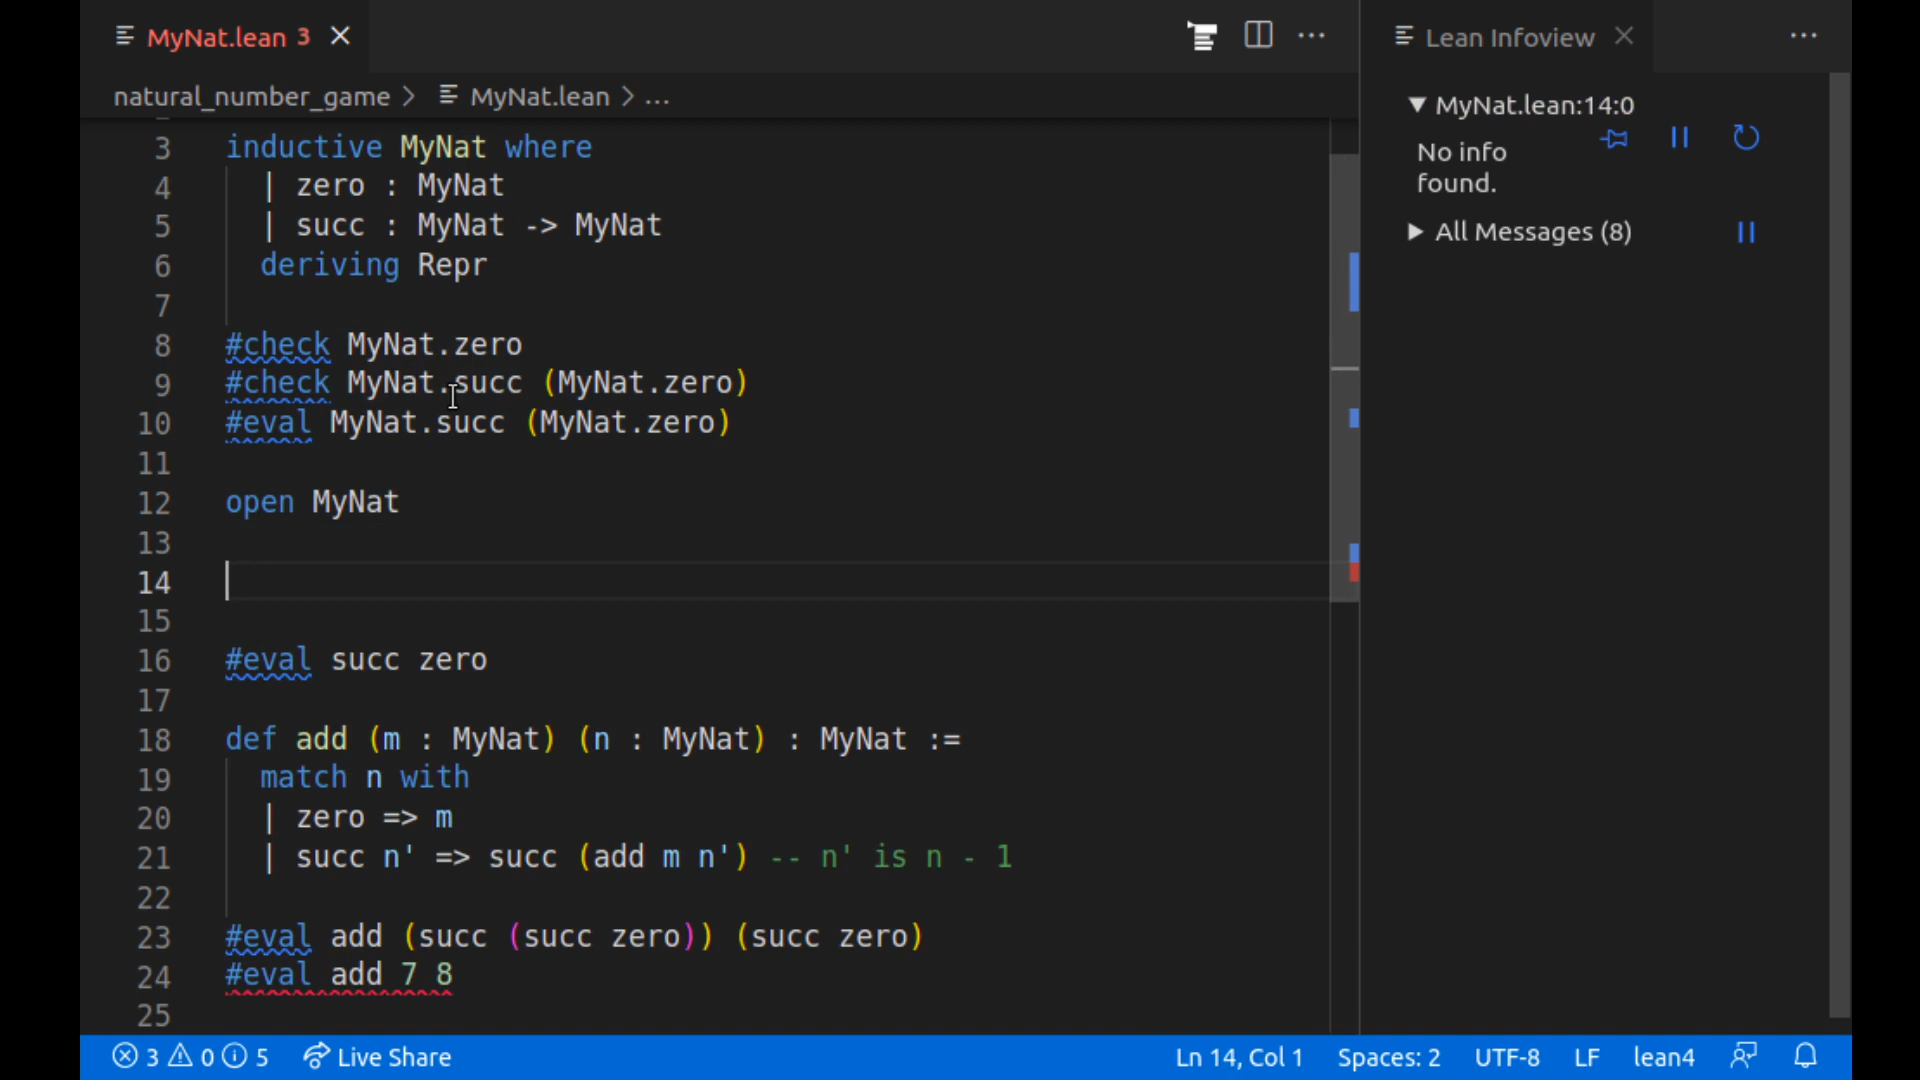 MyNat.lean 3
Lean Infoview
natural_number_game > MyNat.lean > ...
3 inductive MyNat where
4 | zero : MyNat
5 | succ : MyNat -> MyNat
6 deriving Repr
7
8 #check MyNat.zero
9 #check MyNat.succ (MyNat.zero)
10 #eval MyNat.succ (MyNat.zero)
11
12 open MyNat
13
14
15
16 #eval succ zero
17
18 def add (m : MyNat) (n : MyNat) : MyNat :=
19 match n with
20 | zero => m
21 | succ n' => succ (add m n') -- n' is n - 1
22
23 #eval add (succ (succ zero)) (succ zero)
24 #eval add 7 8
25
MyNat.lean:14:0
No info
found.
All Messages (8)
3 0 5 Live Share
Ln 14, Col 1 Spaces: 2 UTF-8 LF lean4